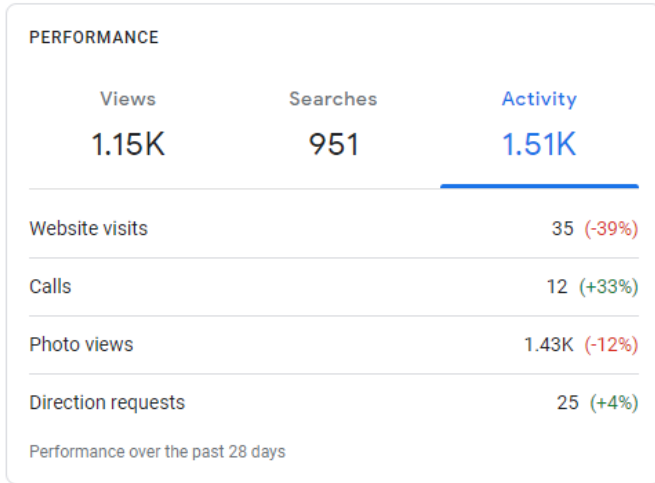 PERFORMANCE
Views Searches Activity
1.15K 951 1.51K
Website visits 35 (-39%)
Calls 12 (+33%)
Photo views 1.43K (-12%)
Direction requests 25 (+4%)
Performance over the past 28 days